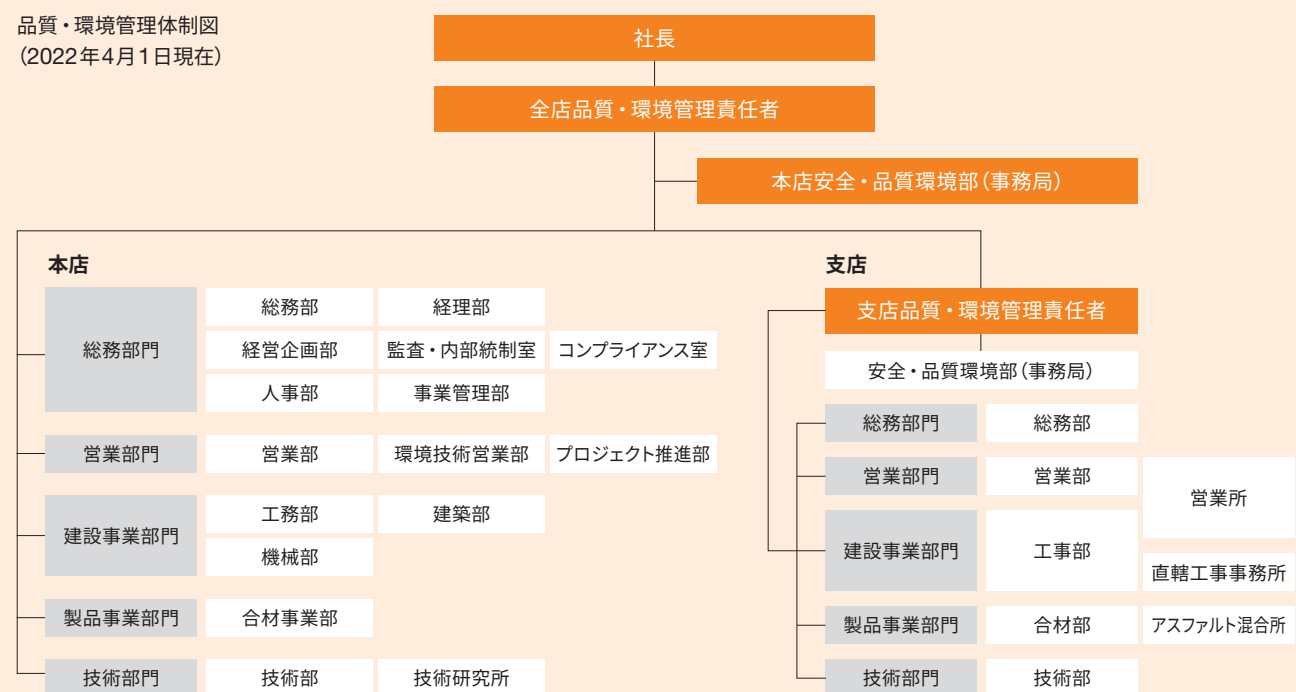 品質・環境管理体制図
（2022年4月1日現在）
社長
全店品質・環境管理責任者
本店安全・品質環境部（事務局）
本店
総務部門
総務部
経理部
経営企画部
監査・内部統制室
コンプライアンス室
人事部
事業管理部
営業部門
営業部
環境技術営業部
プロジェクト推進部
建設事業部門
工務部
建築部
機械部
製品事業部門
合材事業部
技術部門
技術部
技術研究所
支店
支店品質・環境管理責任者
安全・品質環境部（事務局）
総務部門
総務部
営業部門
営業部
営業所
建設事業部門
工事部
直轄工事事務所
製品事業部門
合材部
アスファルト混合所
技術部門
技術部